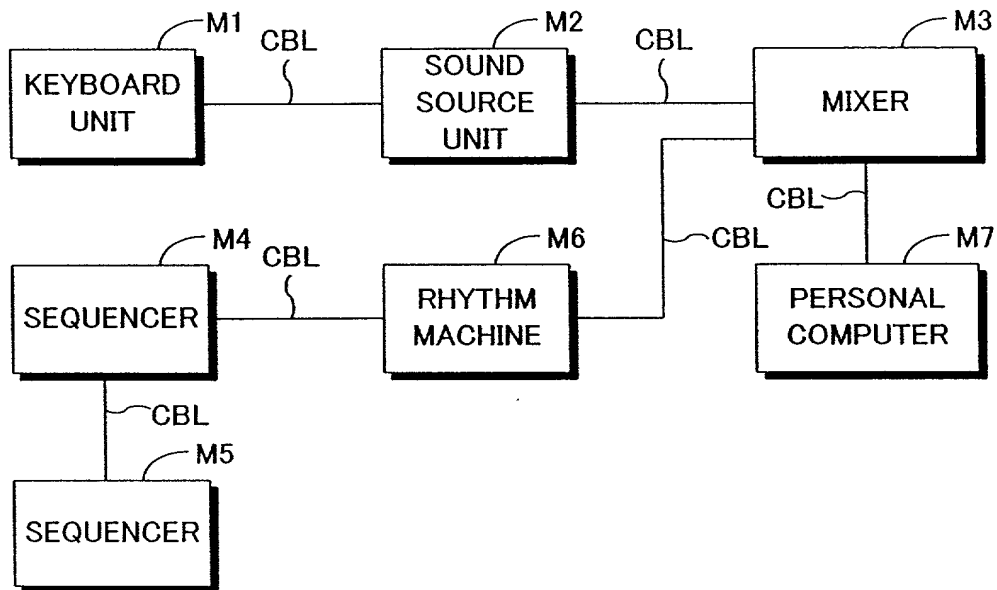 M1
KEYBOARD
UNIT
CBL
M2
SOUND
SOURCE
UNIT
CBL
M3
MIXER
CBL
M4
SEQUENCER
CBL
M6
RHYTHM
MACHINE
CBL
M7
PERSONAL
COMPUTER
CBL
M5
SEQUENCER